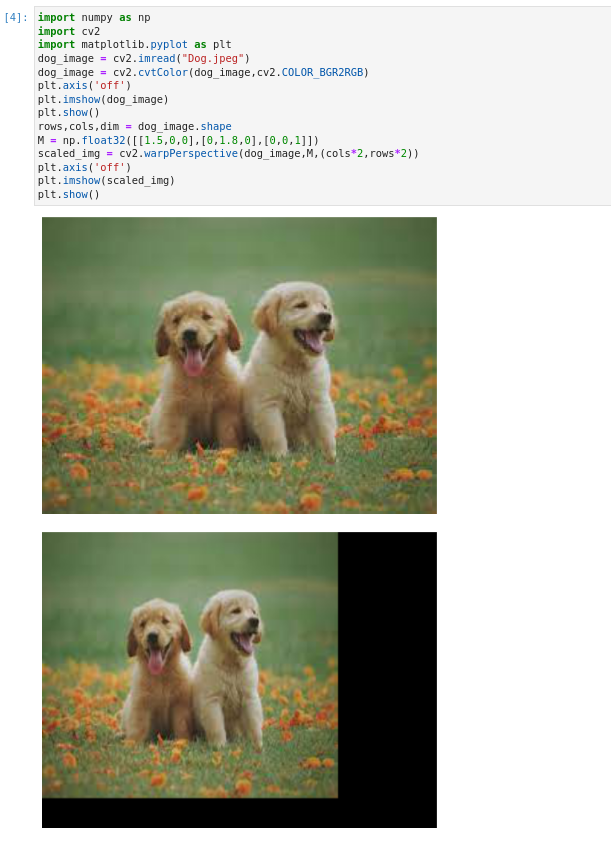 [4]: import numpy as np
import cv2
import matplotlib.pyplot as plt
dog_image = cv2.imread("Dog.jpeg")
dog_image = cv2.cvtColor(dog_image,cv2.COLOR_BGR2RGB)
plt.axis('off')
plt.imshow(dog_image)
plt.show()
rows,cols,dim = dog_image.shape
M = np.float32([[1.5,0,0],[0,1.8,0],[0,0,1]])
scaled_img = cv2.warpPerspective(dog_image,M,(cols*2,rows*2))
plt.axis('off')
plt.imshow(scaled_img)
plt.show()